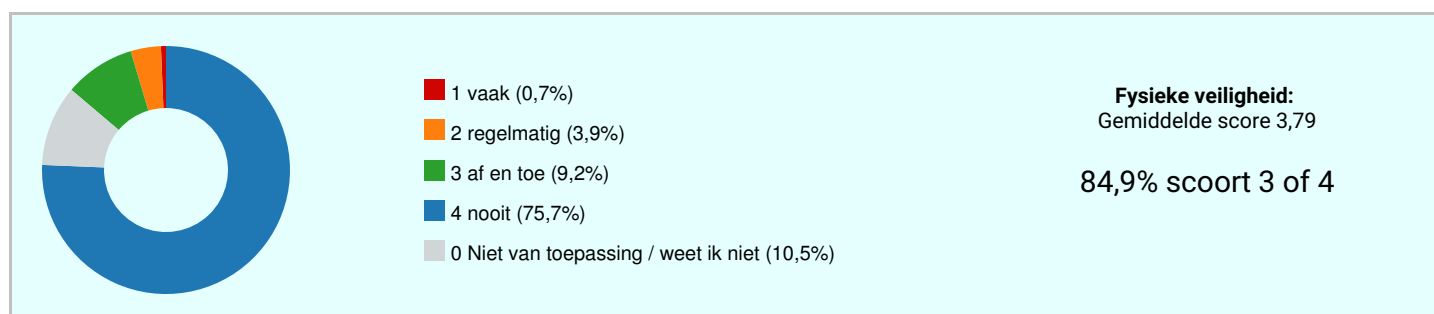 1 vaak (0,7%)
2 regelmatig (3,9%)
3 af en toe (9,2%)
4 nooit (75,7%)
0 Niet van toepassing / weet ik niet (10,5%)
Fysieke veiligheid:
Gemiddelde score 3,79
84,9% scoort 3 of 4